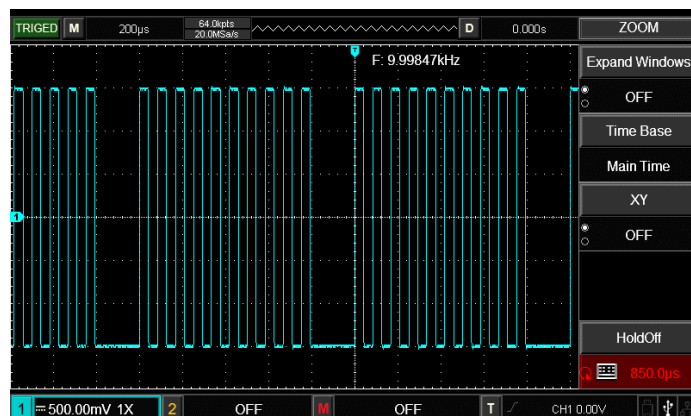 TRIGED M 200µs 64.0kpts D 0.000s ZOOM
20.0MSa/s
T
F: 9.99847kHz
Expand Windows
OFF
Time Base
Main Time
XY
1
OFF
HoldOff
850.0µs
1 500.00mV 1X 2 OFF M OFF T CH1 0.00V